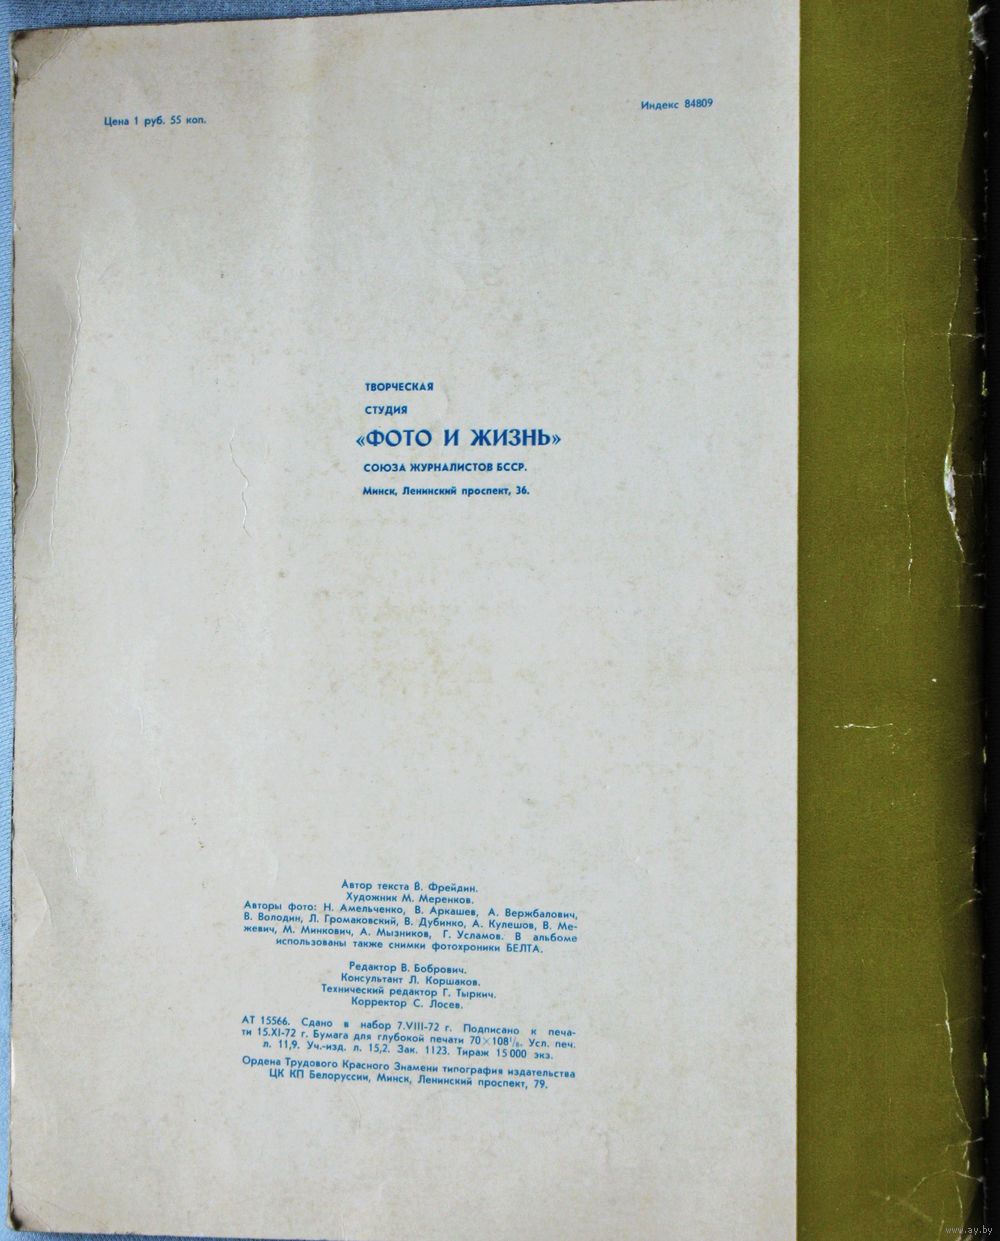 Цена 1 руб. 55 коп.
Индекс 84809
ТВОРЧЕСКАЯ
СТУДИЯ
«ФОТО И ЖИЗНЬ»
СОЮЗА ЖУРНАЛИСТОВ БССР.
Минск, Ленинский проспект, 36.
Автор текста В. Фрейдин.
Художник М. Меренков.
Авторы фото: Н. Амельченко, В. Аркашев, А. Вержбалович,
В. Володин, Л. Громаковский, В. Дубинко, А. Кулешов, В. Ме-
жевич, М. Минкович, А. Мызников, Г. Усламов. В альбоме
использованы также снимки фотохроники БЕЛТА.
Редактор В. Бобрович.
Консультант Л. Коршаков.
Технический редактор Г. Тыркич.
Корректор С. Лосев.
АТ 15566. Сдано в набор 7.VIII-72 г. Подписано к печа-
ти 15.XI-72 г. Бумага для глубокой печати 70×108¹/₈. Усл. печ.
л. 11,9. Уч.-изд. л. 15,2. Зак. 1123. Тираж 15 000 экз.
Ордена Трудового Красного Знамени типография издательства
ЦК КП Белоруссии, Минск, Ленинский проспект, 79.
www.ay.by